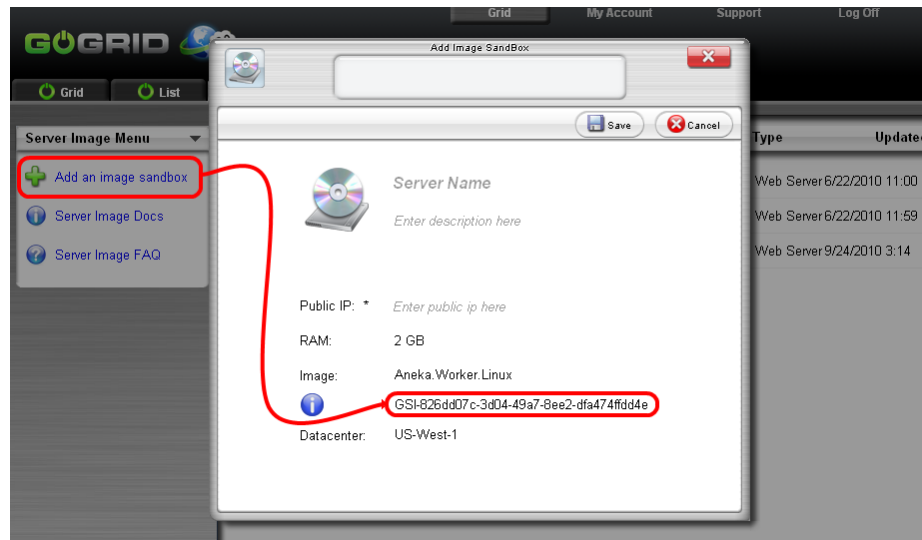 Grid My Account Support Log Off
GOGRID
Grid List
Add Image SandBox
Save Cancel
Server Image Menu
Type Update
Add an image sandbox
Server Image Docs
Server Image FAQ
Server Name
Enter description here
Web Server 6/22/2010 11:00
Web Server 6/22/2010 11:59
Web Server 9/24/2010 3:14
Public IP: * Enter public ip here
RAM: 2 GB
Image: Aneka.Worker.Linux
GSI-826dd07c-3d04-49a7-8ee2-dfa474ffdd4e
Datacenter: US-West-1